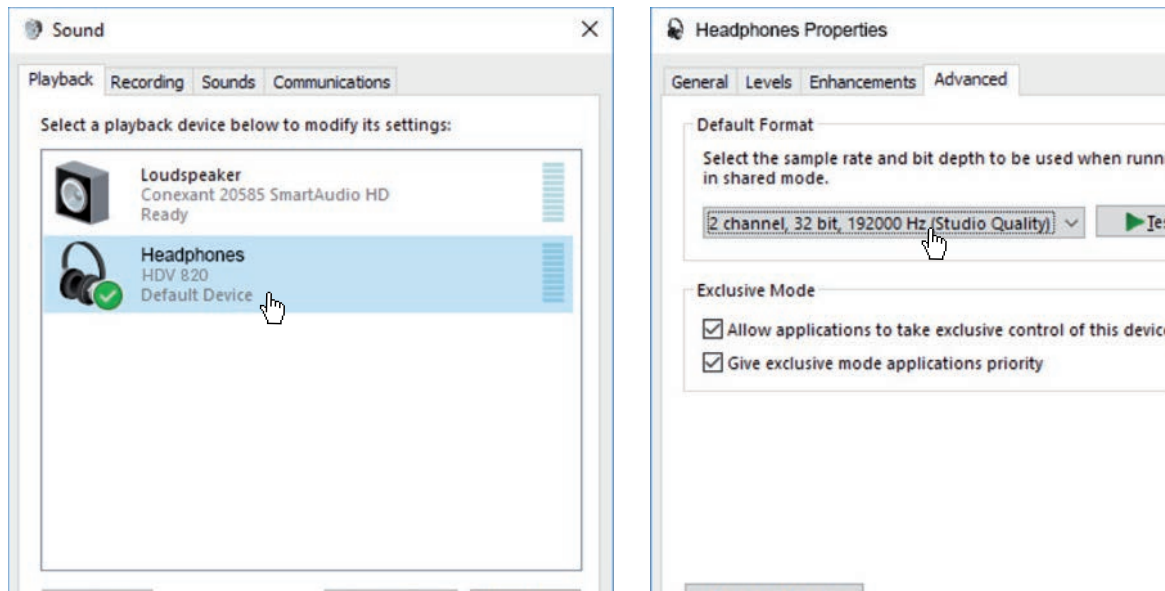 Sound
Playback Recording Sounds Communications
Select a playback device below to modify its settings:
Loudspeaker
Conexant 20585 SmartAudio HD
Ready
Headphones
HDV 820
Default Device
Headphones Properties
General Levels Enhancements Advanced
Default Format
Select the sample rate and bit depth to be used when runn
in shared mode.
2 channel, 32 bit, 192000 Hz (Studio Quality)
Tes
Exclusive Mode
Allow applications to take exclusive control of this device
Give exclusive mode applications priority